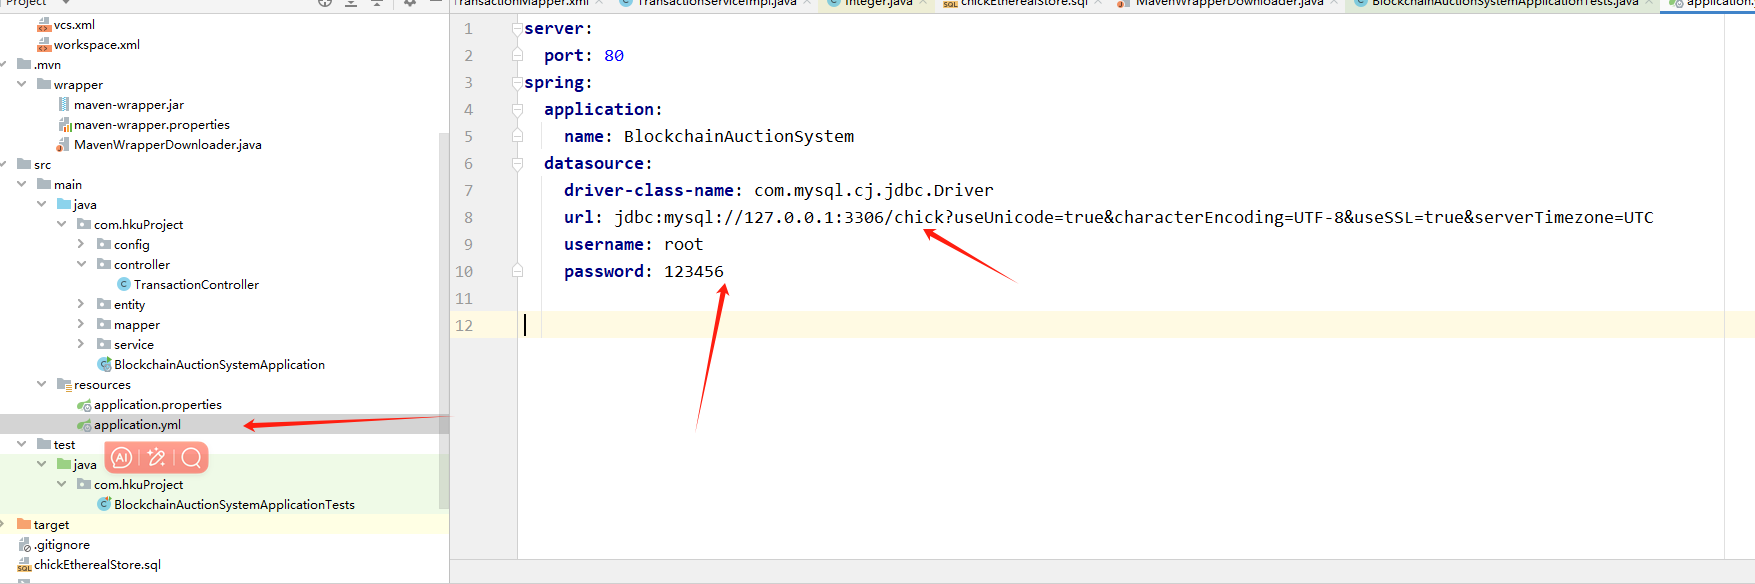 Project
vcs.xml
workspace.xml
.mvn
wrapper
maven-wrapper.jar
maven-wrapper.properties
MavenWrapperDownloader.java
src
main
java
com.hkuProject
config
controller
TransactionController
entity
mapper
service
BlockchainAuctionSystemApplication
resources
application.properties
application.yml
test
AI
java
com.hkuProject
BlockchainAuctionSystemApplicationTests
target
.gitignore
SQL chickEtherealStore.sql
TransactionMapper.xml
TransactionServiceImpl.java
Integer.java
SQL chickEtherealStore.sql
MavenWrapperDownloader.java
BlockchainAuctionSystemApplicationTests.java
application.y
1 server:
2 port: 80
3 spring:
4 application:
5 name: BlockchainAuctionSystem
6 datasource:
7 driver-class-name: com.mysql.cj.jdbc.Driver
8 url: jdbc:mysql://127.0.0.1:3306/chick?useUnicode=true&characterEncoding=UTF-8&useSSL=true&serverTimezone=UTC
9 username: root
10 password: 123456
11
12